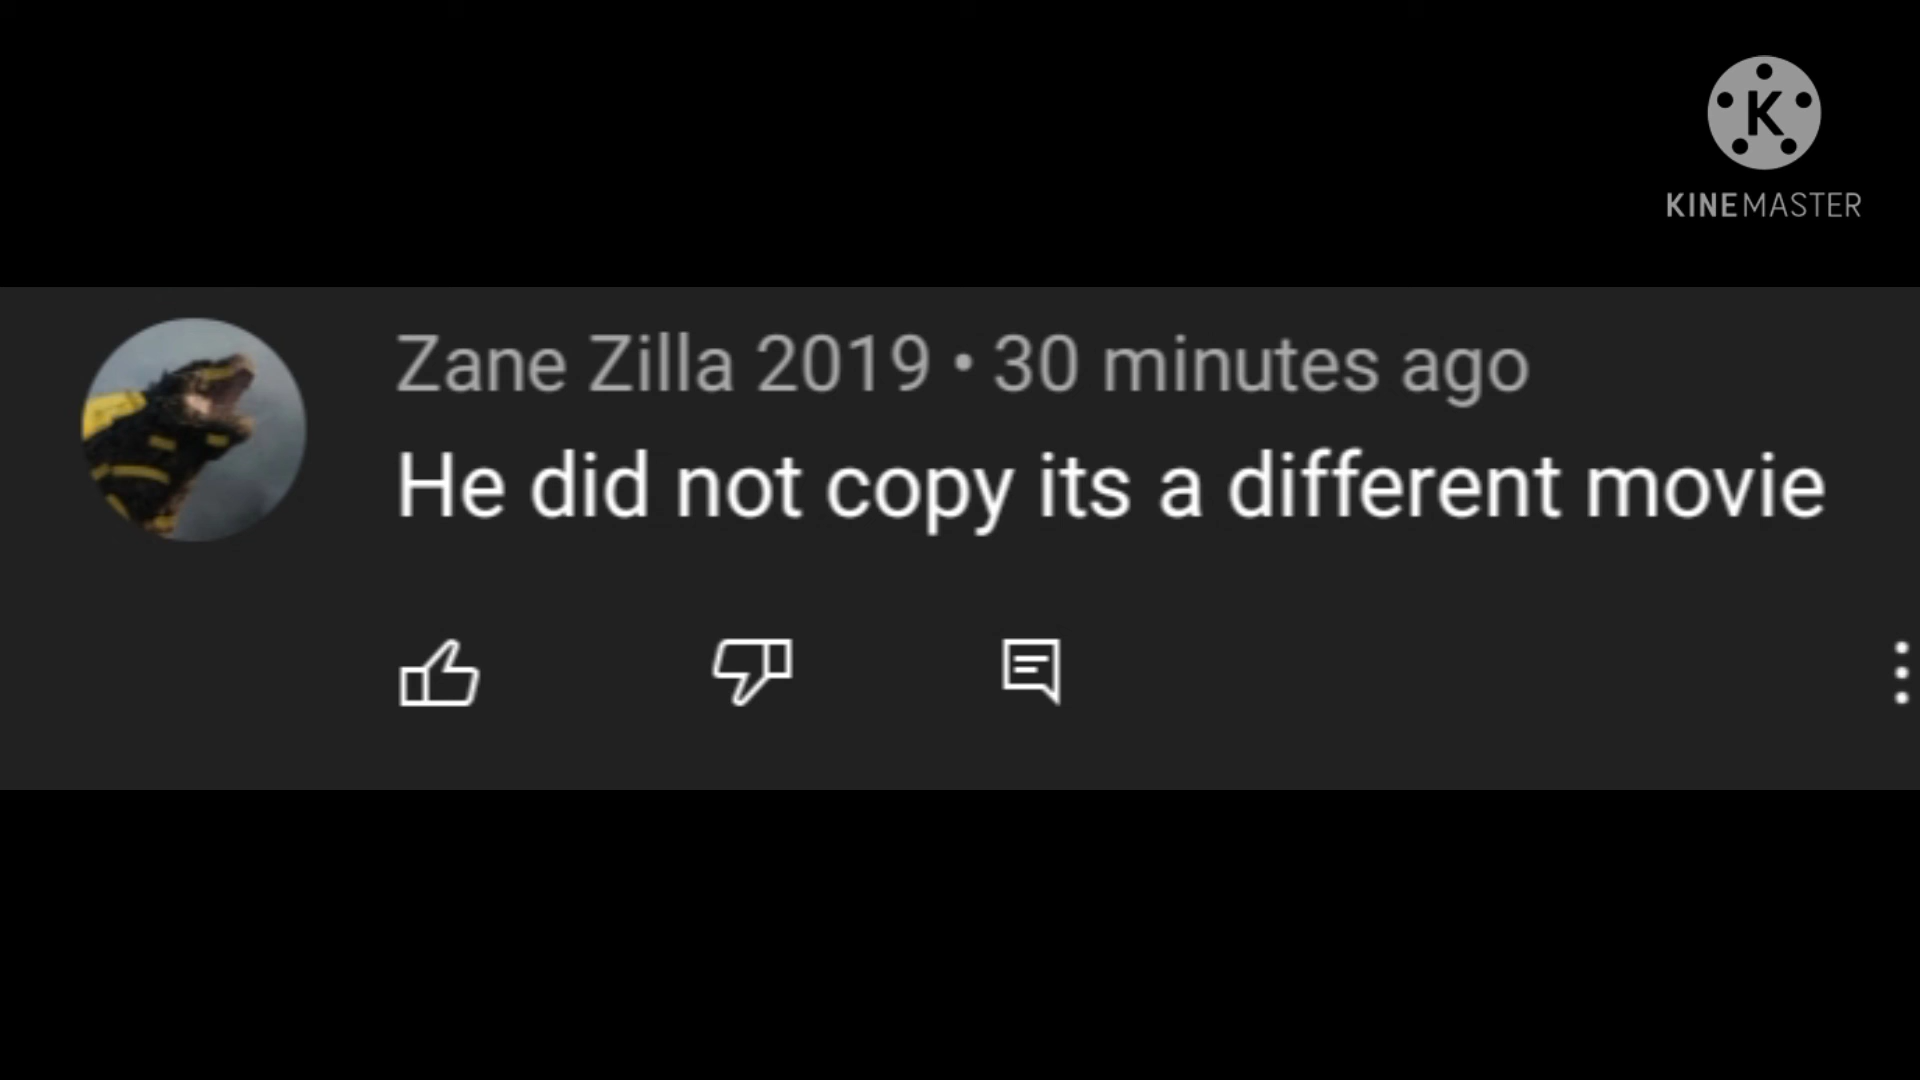 K
KINEMASTER
Zane Zilla 2019 • 30 minutes ago
He did not copy its a different movie